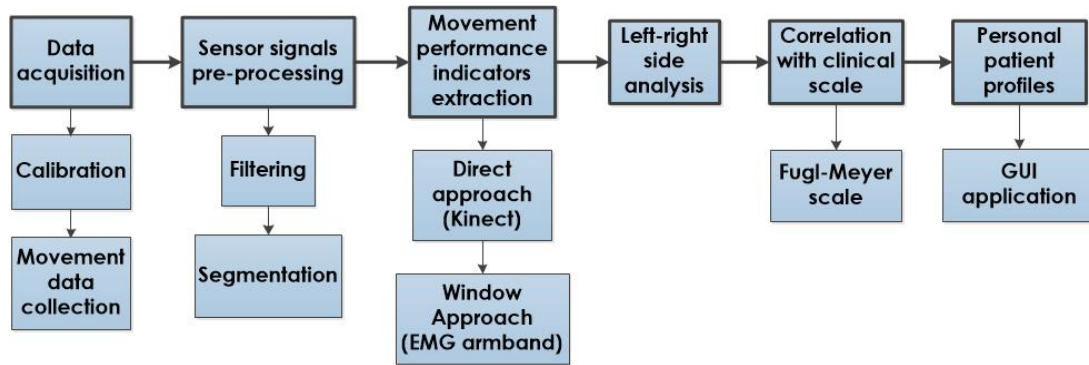 Data
acquisition
Sensor signals
pre-processing
Movement
performance
indicators
extraction
Left-right
side
analysis
Correlation
with clinical
scale
Personal
patient
profiles
Calibration
Filtering
Direct
approach
(Kinect)
Fugl-Meyer
scale
GUI
application
Movement
data
collection
Segmentation
Window
Approach
(EMG armband)